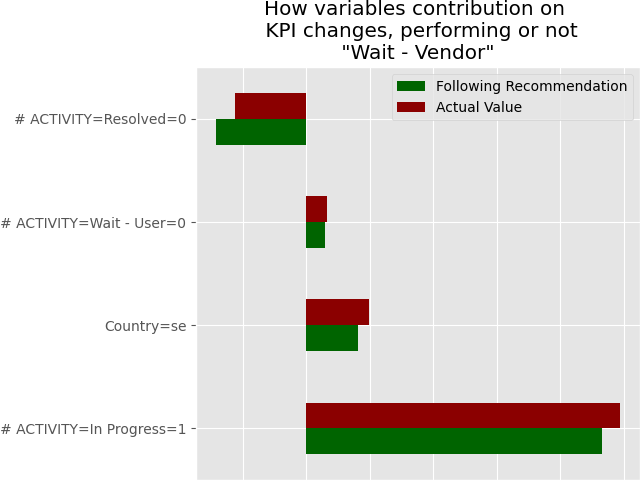 How variables contribution on
KPI changes, performing or not
"Wait - Vendor"
Following Recommendation
Actual Value
# ACTIVITY=Resolved=0
# ACTIVITY=Wait - User=0
Country=se
# ACTIVITY=In Progress=1